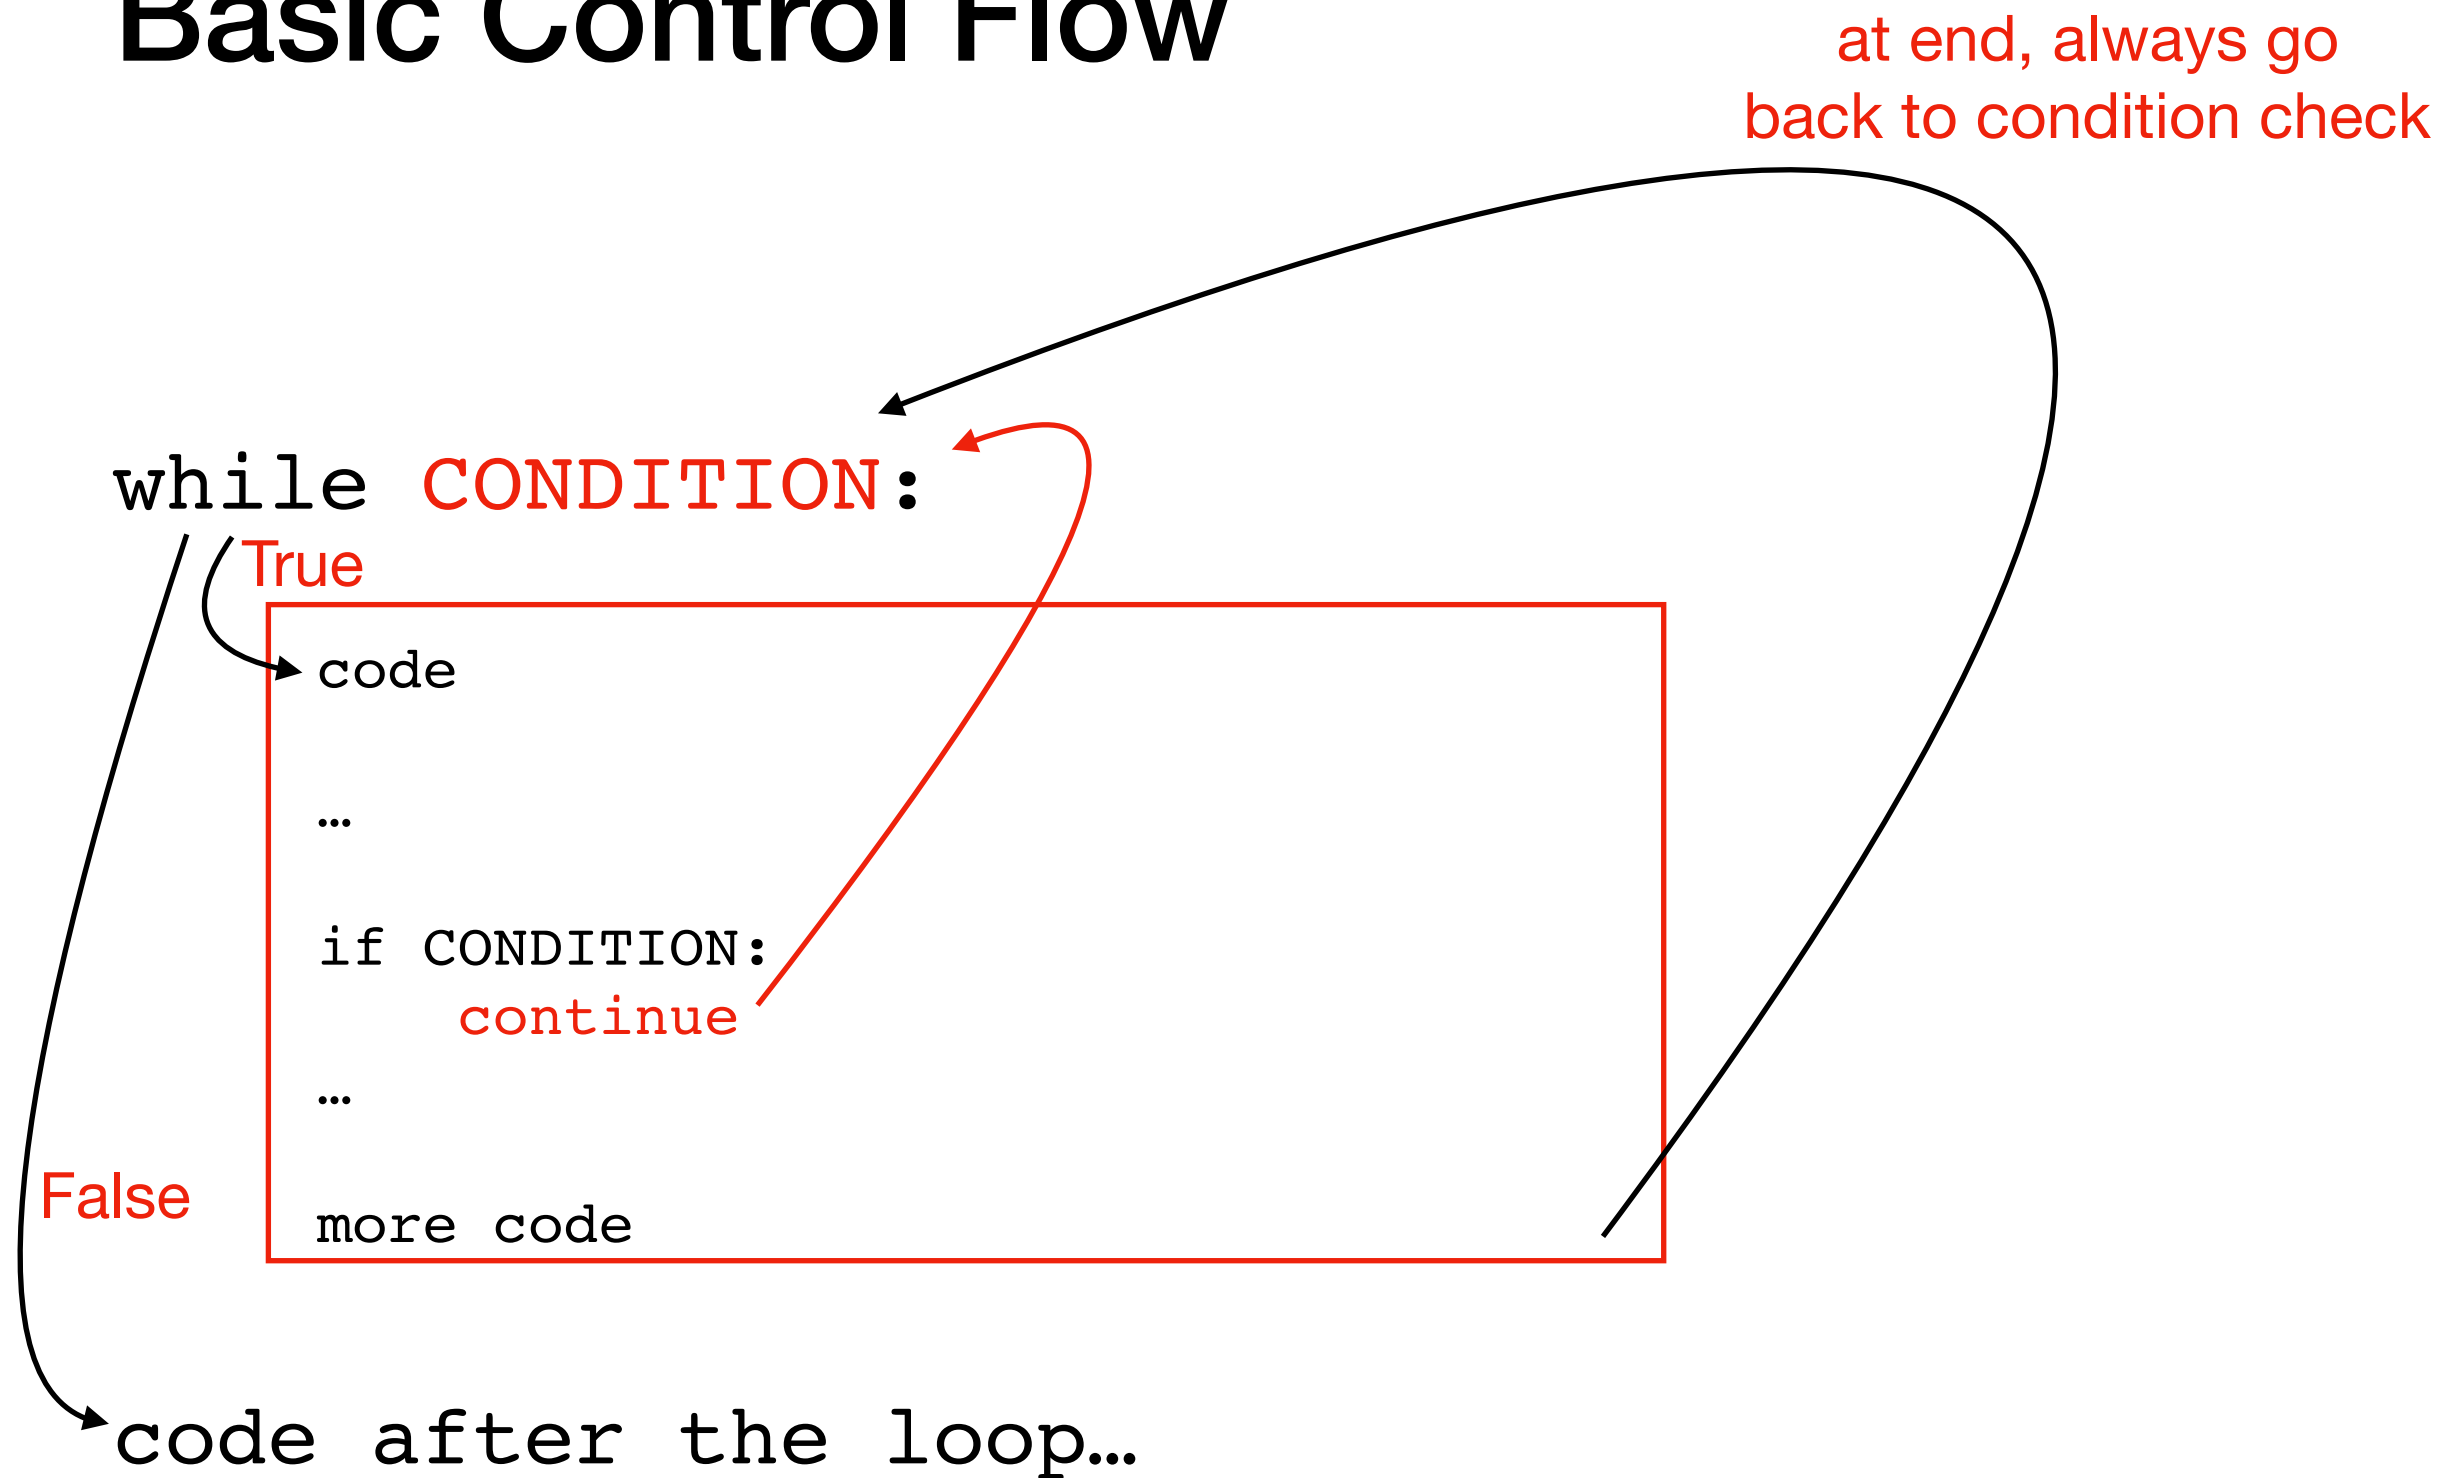 Basic Control Flow
at end, always go
back to condition check
while CONDITION:
True
code
…
if CONDITION:
continue
…
False
more code
code after the loop…